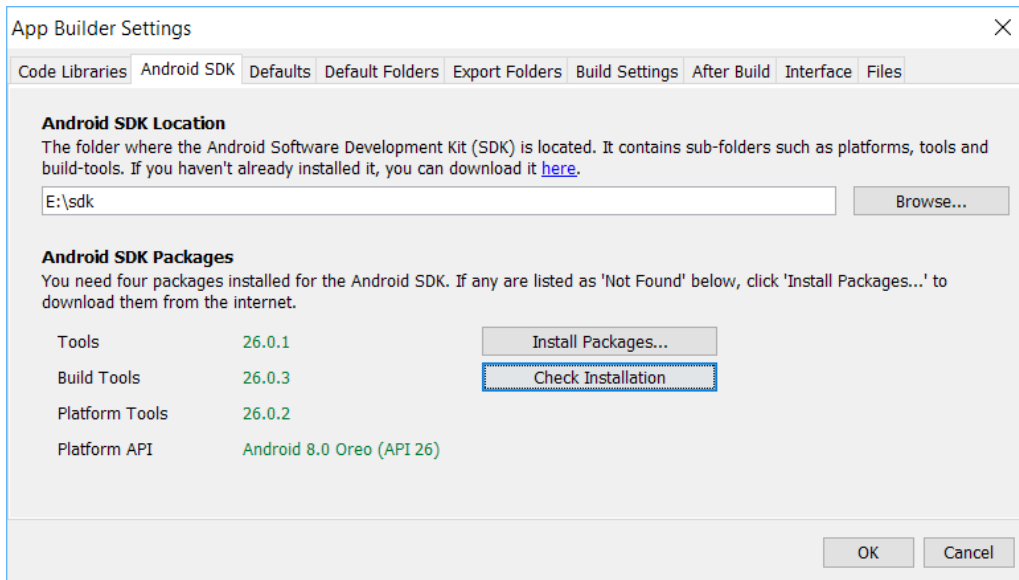 App Builder Settings
Code Libraries Android SDK Defaults Default Folders Export Folders Build Settings After Build Interface Files
Android SDK Location
The folder where the Android Software Development Kit (SDK) is located. It contains sub-folders such as platforms, tools and
build-tools. If you haven't already installed it, you can download it here.
E:\sdk Browse...
Android SDK Packages
You need four packages installed for the Android SDK. If any are listed as 'Not Found' below, click 'Install Packages...' to
download them from the internet.
Tools 26.0.1 Install Packages...
Build Tools 26.0.3 Check Installation
Platform Tools 26.0.2
Platform API Android 8.0 Oreo (API 26)
OK Cancel